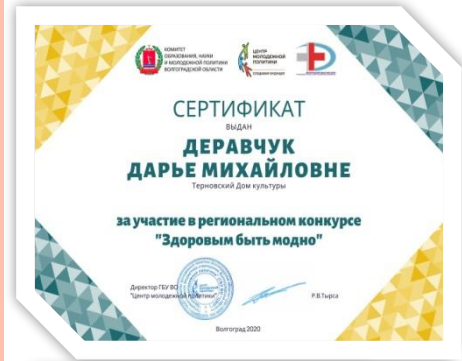 КОМИТЕТ
ОБРАЗОВАНИЯ, НАУКИ
И МОЛОДЕЖНОЙ ПОЛИТИКИ
ВОЛГОГРАДСКОЙ ОБЛАСТИ
ЦЕНТР
МОЛОДЕЖНОЙ
ПОЛИТИКИ
СЕРТИФИКАТ
ВЫДАН
ДЕРАВЧУК
ДАРЬЕ МИХАЙЛОВНЕ
Терновский Дом культуры
за участие в региональном конкурсе
"Здоровым быть модно"
Директор ГБУ ВО
"Центр молодежной политики"
Р.В.Тырса
Волгоград 2020